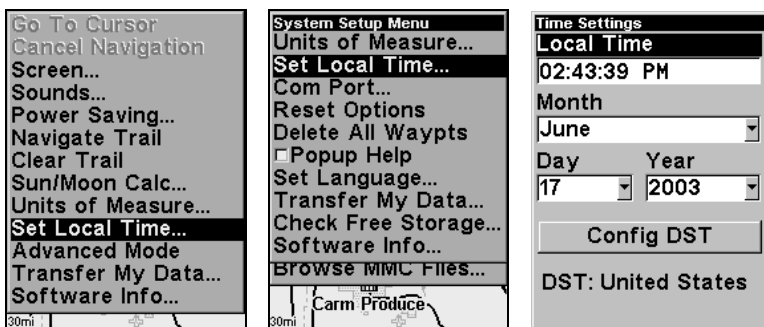 Go To Cursor
Cancel Navigation
Screen...
Sounds...
Power Saving...
Navigate Trail
Clear Trail
Sun/Moon Calc...
Units of Measure...
Set Local Time...
Advanced Mode
Transfer My Data...
Software Info...
30mi
System Setup Menu
Units of Measure...
Set Local Time...
Com Port...
Reset Options
Delete All Waypts
Popup Help
Set Language...
Transfer My Data...
Check Free Storage...
Software Info...
Browse MMC Files...
Carm Produce
30mi
Time Settings
Local Time
02:43:39 PM
Month
June
Day Year
17 2003
Config DST
DST: United States